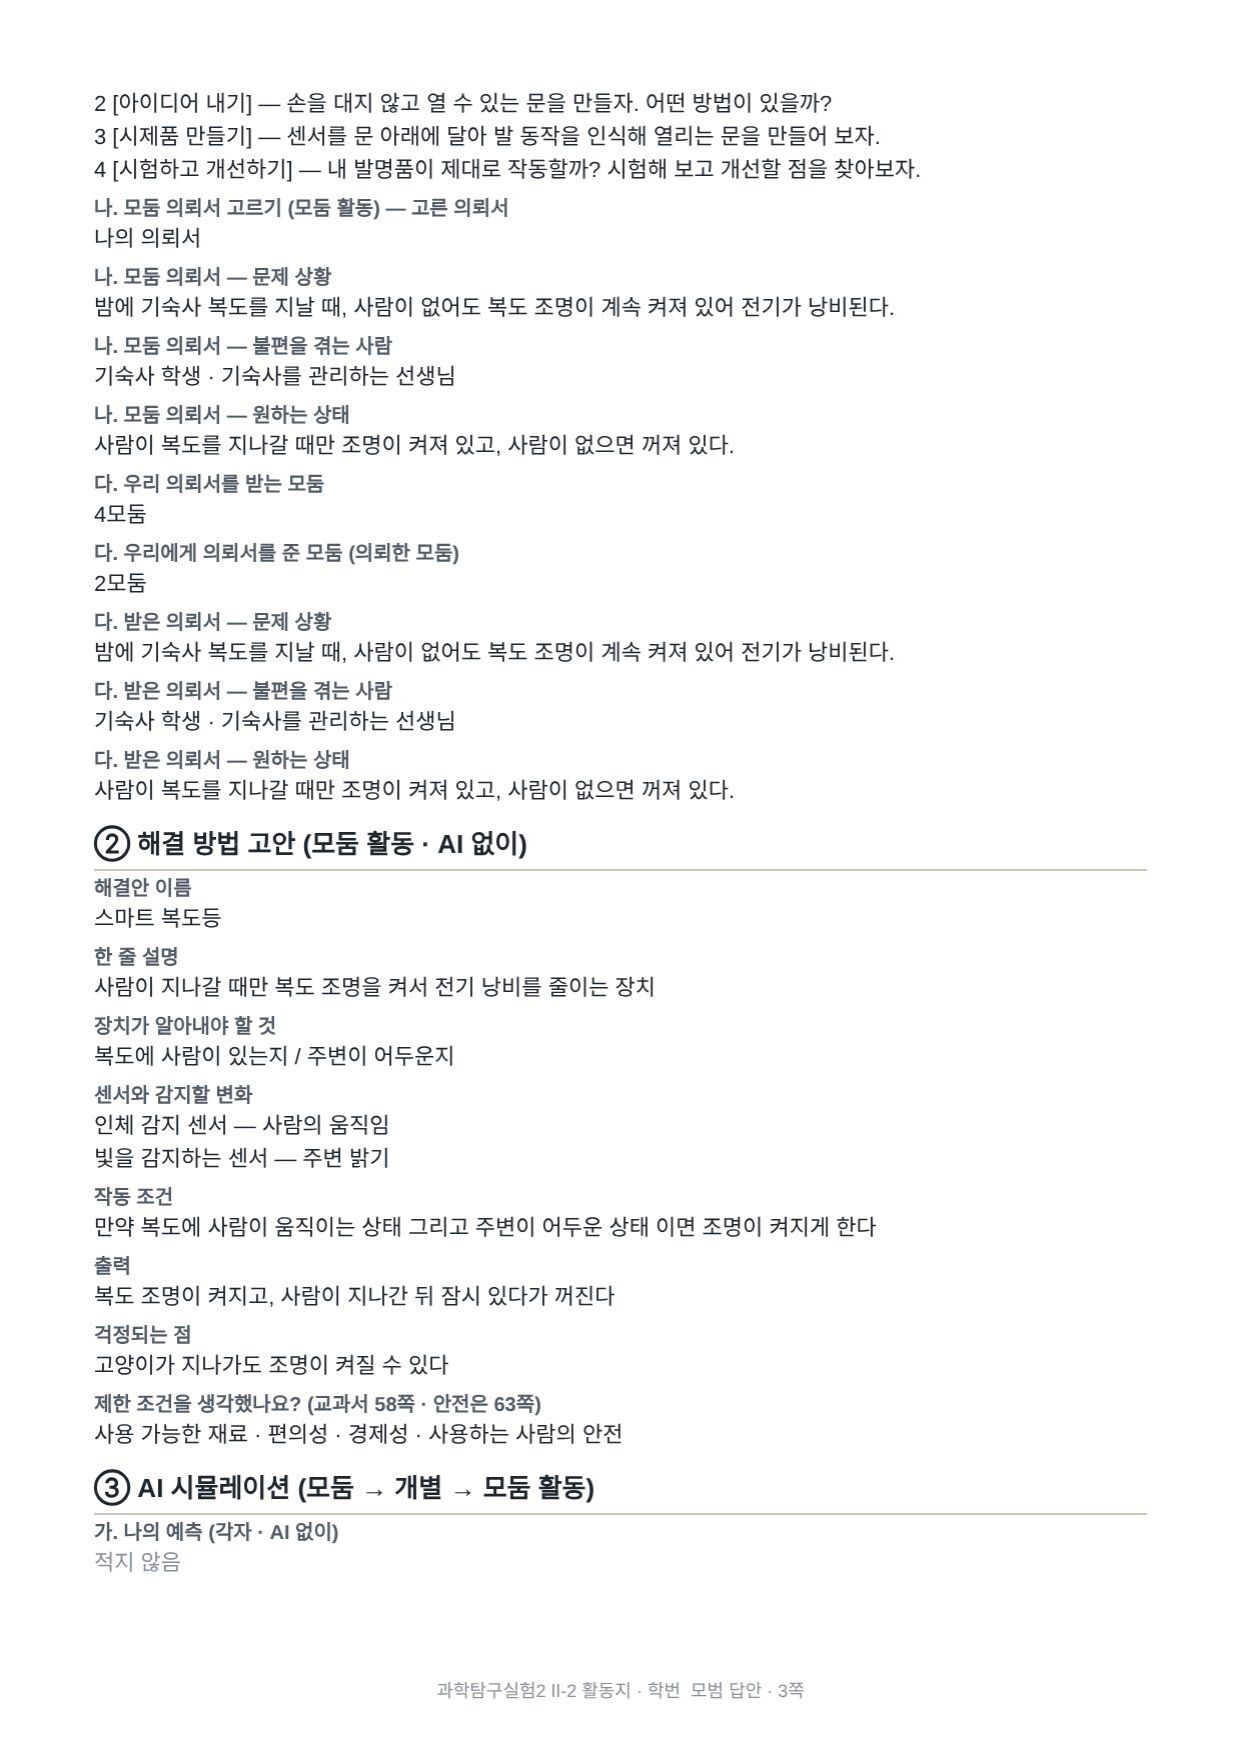 2 [아이디어 내기] — 손을 대지 않고 열 수 있는 문을 만들자. 어떤 방법이 있을까?
3 [시제품 만들기] — 센서를 문 아래에 달아 발 동작을 인식해 열리는 문을 만들어 보자.
4 [시험하고 개선하기] — 내 발명품이 제대로 작동할까? 시험해 보고 개선할 점을 찾아보자.
나. 모둠 의뢰서 고르기 (모둠 활동) — 고른 의뢰서
나의 의뢰서
나. 모둠 의뢰서 — 문제 상황
밤에 기숙사 복도를 지날 때, 사람이 없어도 복도 조명이 계속 켜져 있어 전기가 낭비된다.
나. 모둠 의뢰서 — 불편을 겪는 사람
기숙사 학생 · 기숙사를 관리하는 선생님
나. 모둠 의뢰서 — 원하는 상태
사람이 복도를 지나갈 때만 조명이 켜져 있고, 사람이 없으면 꺼져 있다.
다. 우리 의뢰서를 받는 모둠
4모둠
다. 우리에게 의뢰서를 준 모둠 (의뢰한 모둠)
2모둠
다. 받은 의뢰서 — 문제 상황
밤에 기숙사 복도를 지날 때, 사람이 없어도 복도 조명이 계속 켜져 있어 전기가 낭비된다.
다. 받은 의뢰서 — 불편을 겪는 사람
기숙사 학생 · 기숙사를 관리하는 선생님
다. 받은 의뢰서 — 원하는 상태
사람이 복도를 지나갈 때만 조명이 켜져 있고, 사람이 없으면 꺼져 있다.
② 해결 방법 고안 (모둠 활동 · AI 없이)
해결안 이름
스마트 복도등
한 줄 설명
사람이 지나갈 때만 복도 조명을 켜서 전기 낭비를 줄이는 장치
장치가 알아내야 할 것
복도에 사람이 있는지 / 주변이 어두운지
센서와 감지할 변화
인체 감지 센서 — 사람의 움직임
빛을 감지하는 센서 — 주변 밝기
작동 조건
만약 복도에 사람이 움직이는 상태 그리고 주변이 어두운 상태 이면 조명이 켜지게 한다
출력
복도 조명이 켜지고, 사람이 지나간 뒤 잠시 있다가 꺼진다
걱정되는 점
고양이가 지나가도 조명이 켜질 수 있다
제한 조건을 생각했나요? (교과서 58쪽 · 안전은 63쪽)
사용 가능한 재료 · 편의성 · 경제성 · 사용하는 사람의 안전
③ AI 시뮬레이션 (모둠 → 개별 → 모둠 활동)
가. 나의 예측 (각자 · AI 없이)
적지 않음
과학탐구실험2 II-2 활동지 · 학번 모범 답안 · 3쪽